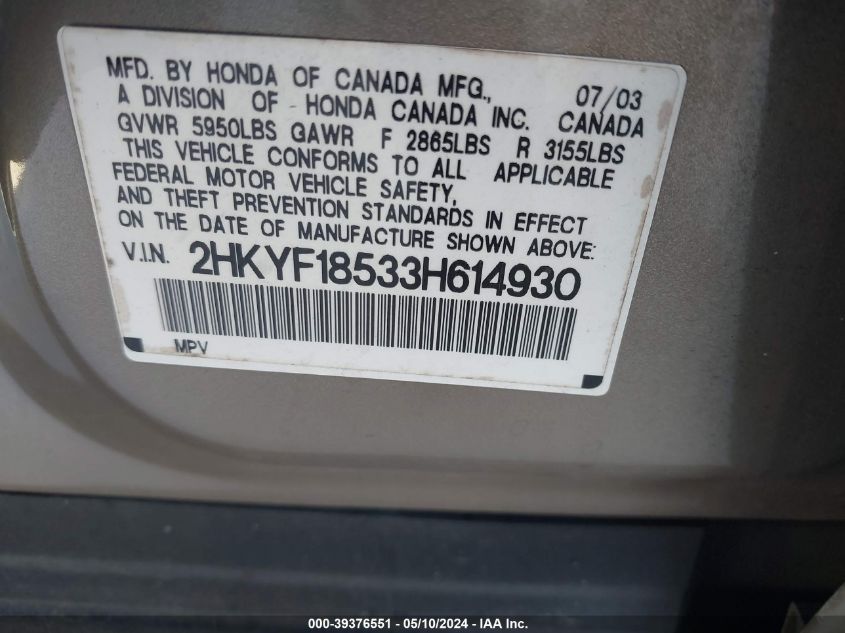 MFD. BY HONDA OF CANADA MFG., 07/03
A DIVISION OF HONDA CANADA INC. CANADA
GVWR 5950LBS GAWR F 2865LBS R 3155LBS
THIS VEHICLE CONFORMS TO ALL APPLICABLE
FEDERAL MOTOR VEHICLE SAFETY,
AND THEFT PREVENTION STANDARDS IN EFFECT
ON THE DATE OF MANUFACTURE SHOWN ABOVE:
V.I.N. 2HKYF18533H614930
MPV
000-39376551 — 05/10/2024 — IAA Inc.